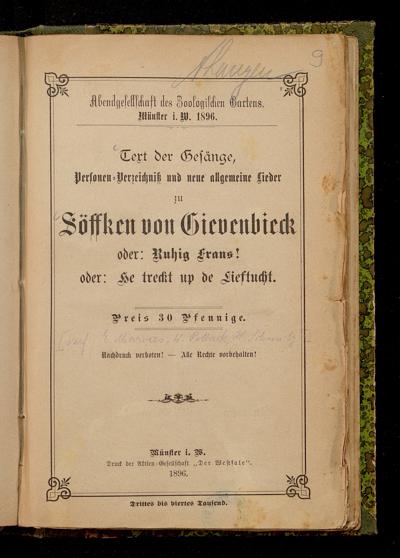 9
Abendgesellschaft des Zoologischen Gartens.
Münster i. W. 1896.
Text der Gesänge,
Personen-Verzeichniß und neue allgemeine Lieder
zu
Söffken von Gievenbieck
oder: Ruhig Frans!
oder: He treckt up de Lieftucht.
Preis 30 Pfennige.
Nachdruck verboten! — Alle Rechte vorbehalten!
Münster i. W.
Druck der Aktien-Gesellschaft „Der Westfale".
1896.
Drittes bis viertes Tausend.